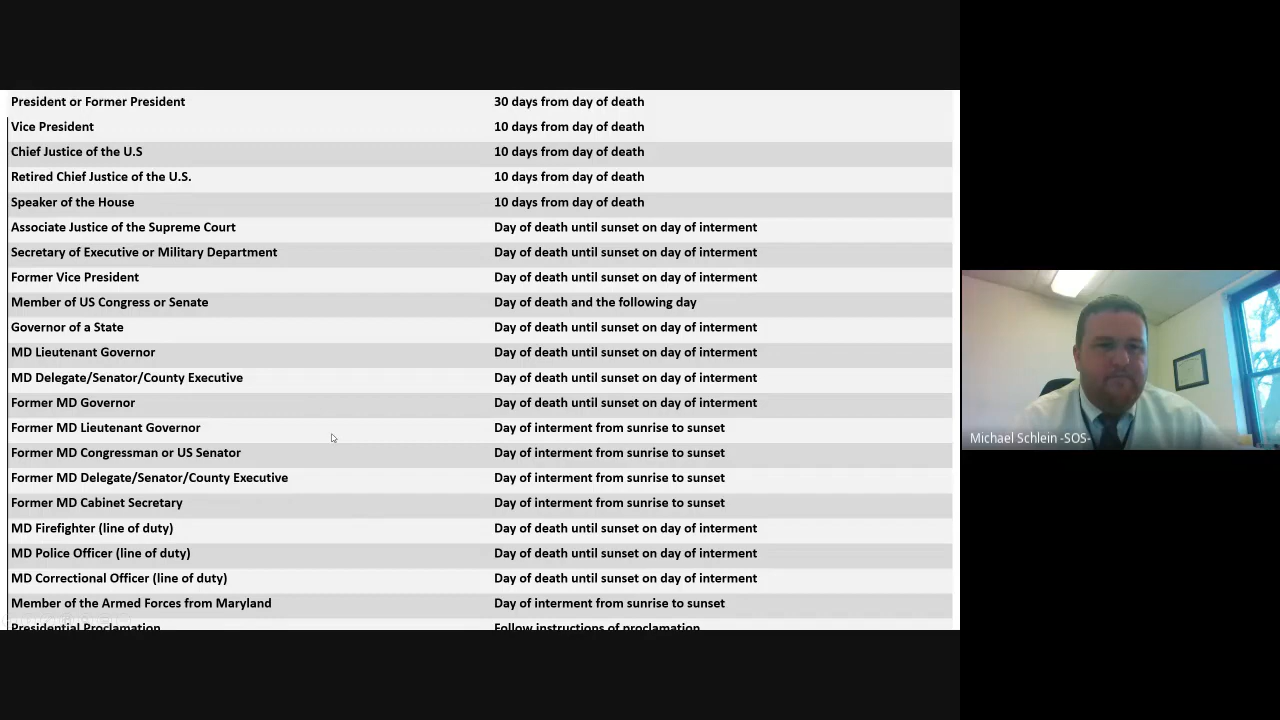 President or Former President 30 days from day of death
Vice President 10 days from day of death
Chief Justice of the U.S 10 days from day of death
Retired Chief Justice of the U.S. 10 days from day of death
Speaker of the House 10 days from day of death
Associate Justice of the Supreme Court Day of death until sunset on day of interment
Secretary of Executive or Military Department Day of death until sunset on day of interment
Former Vice President Day of death until sunset on day of interment
Member of US Congress or Senate Day of death and the following day
Governor of a State Day of death until sunset on day of interment
MD Lieutenant Governor Day of death until sunset on day of interment
MD Delegate/Senator/County Executive Day of death until sunset on day of interment
Former MD Governor Day of death until sunset on day of interment
Former MD Lieutenant Governor Day of interment from sunrise to sunset
Former MD Congressman or US Senator Day of interment from sunrise to sunset
Former MD Delegate/Senator/County Executive Day of interment from sunrise to sunset
Former MD Cabinet Secretary Day of interment from sunrise to sunset
MD Firefighter (line of duty) Day of death until sunset on day of interment
MD Police Officer (line of duty) Day of death until sunset on day of interment
MD Correctional Officer (line of duty) Day of death until sunset on day of interment
Member of the Armed Forces from Maryland Day of interment from sunrise to sunset
Presidential Proclamation Follow instructions of proclamation
Michael Schlein -SOS-